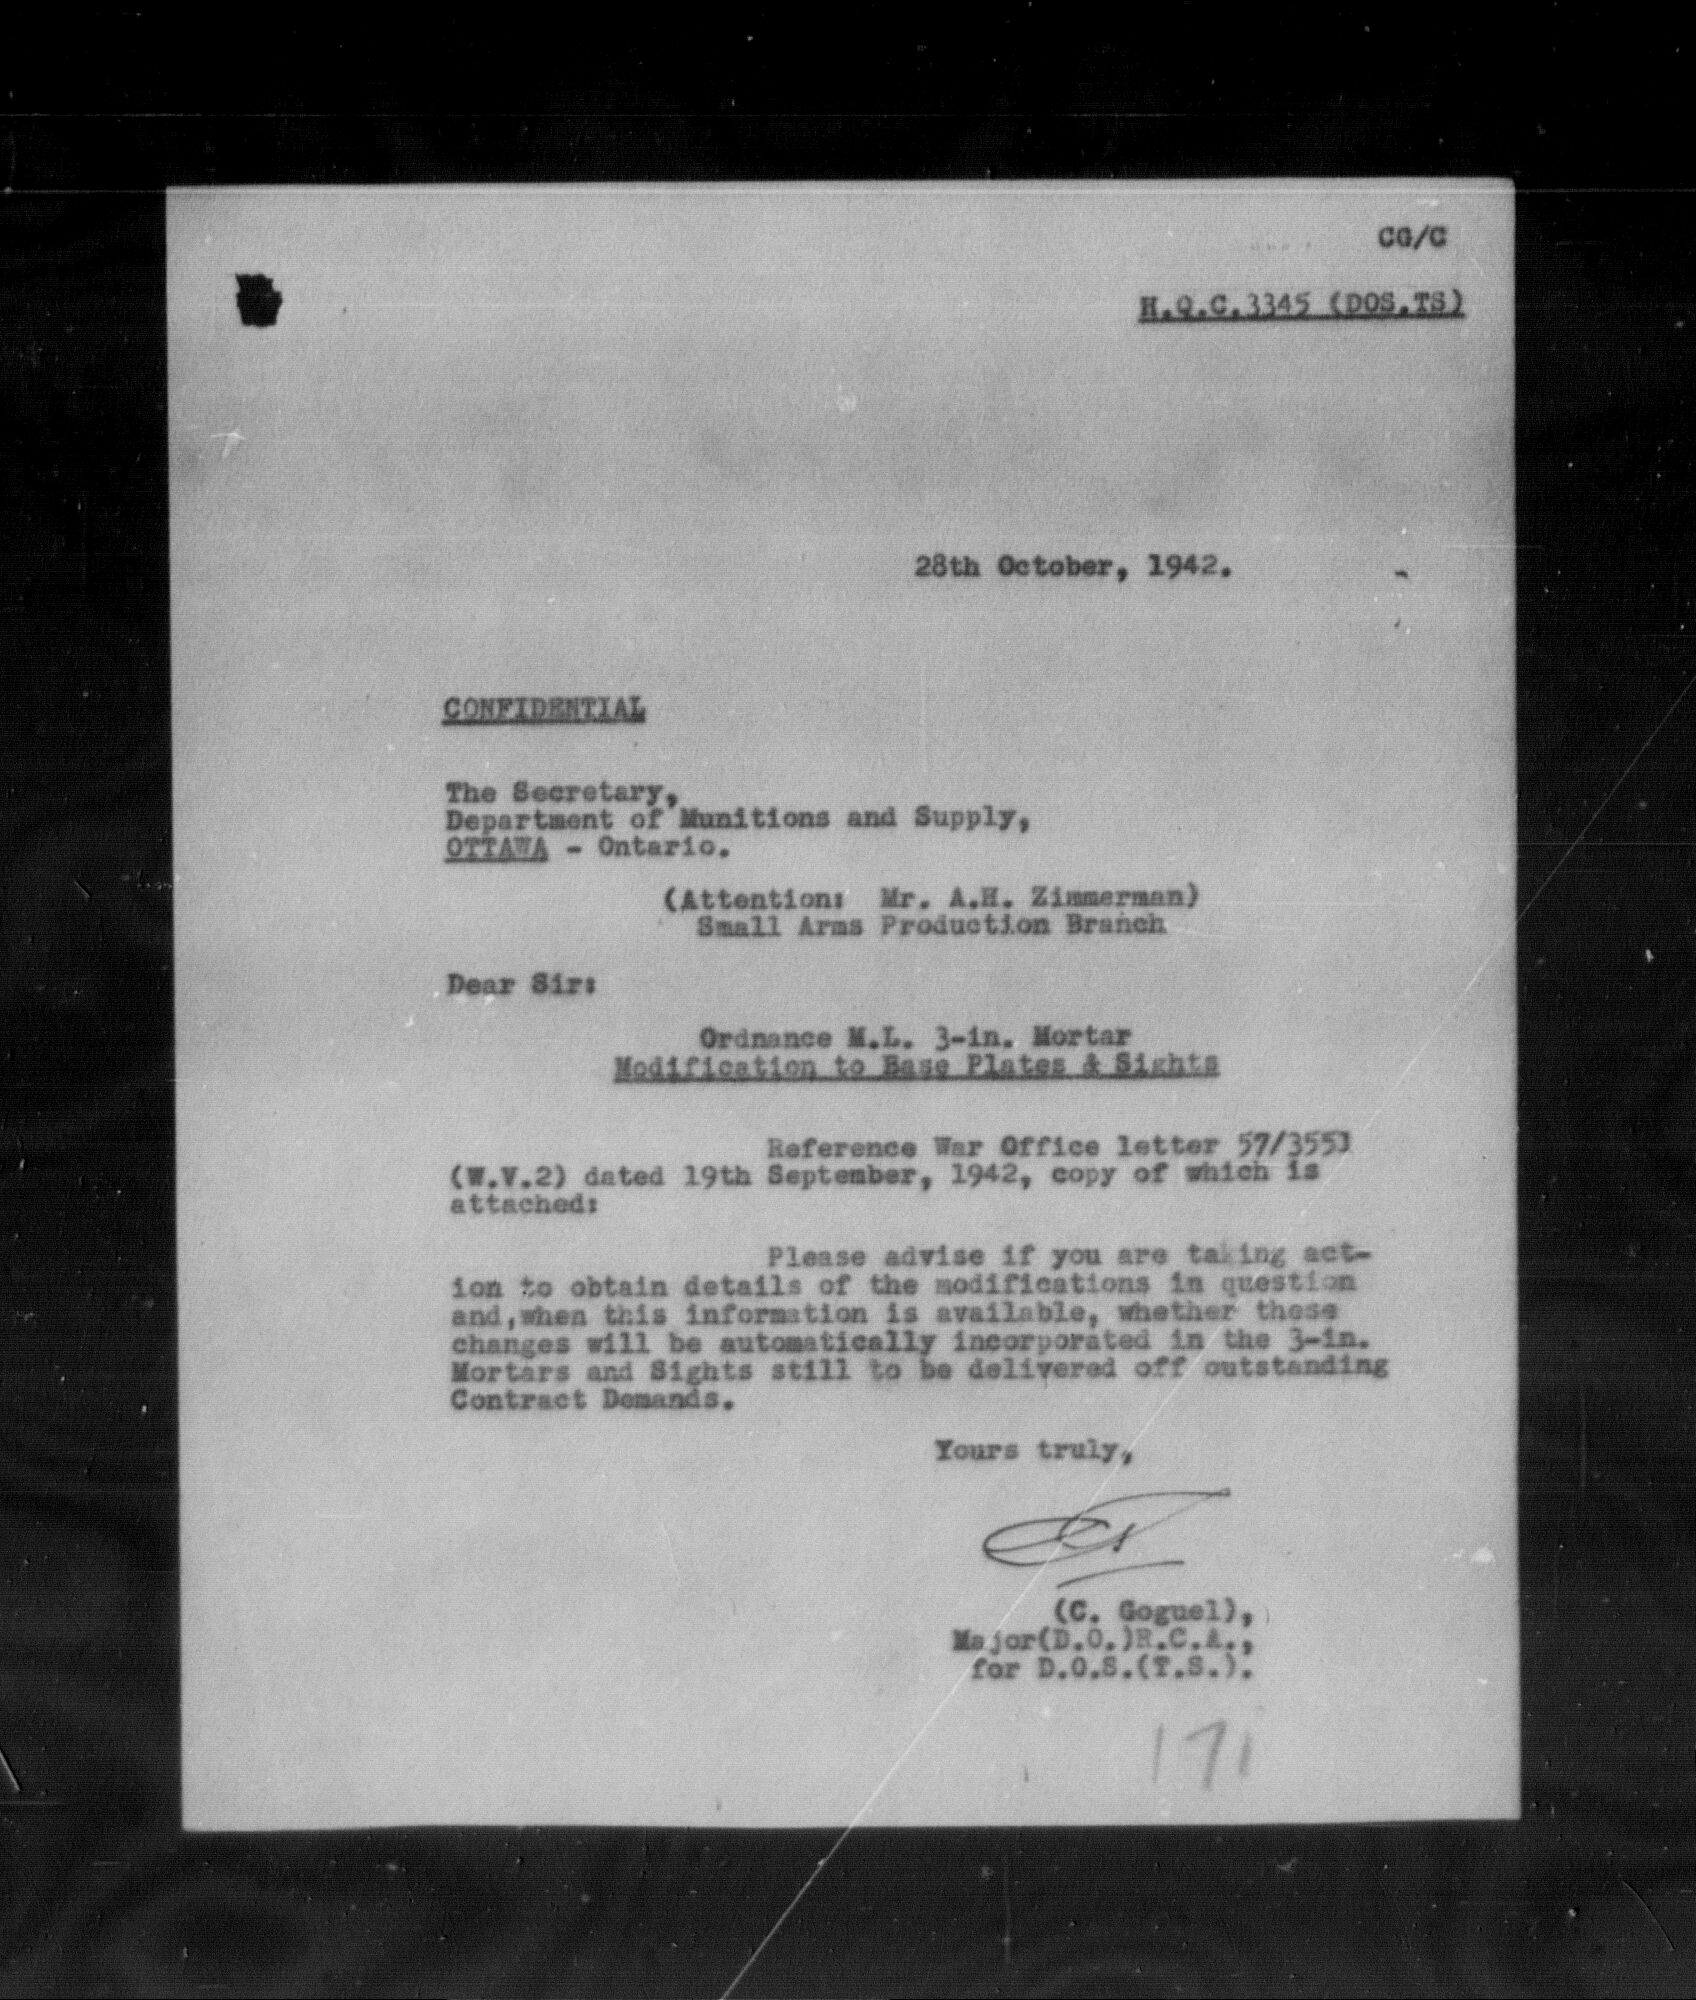 CG/C
H.Q.C.3345 (DOS.TS)
28th October, 1942.
CONFIDENTIAL
The Secretary,
Department of Munitions and Supply,
OTTAWA - Ontario.
(Attention: Mr. A.H. Zimmerman)
Small Arms Production Branch
Dear Sir:
Ordnance M.L. 3-in. Mortar
Modification to Base Plates & Sights
Reference War Office letter 57/3553
(W.V.2) dated 19th September, 1942, copy of which is
attached:
Please advise if you are taking act-
ion to obtain details of the modifications in question
and,when this information is available, whether these
changes will be automatically incorporated in the 3-in.
Mortars and Sights still to be delivered off outstanding
Contract Demands.
Yours truly,
(C. Goguel),
Major(D.O.)R.C.A.,
for D.O.S.(T.S.).
171